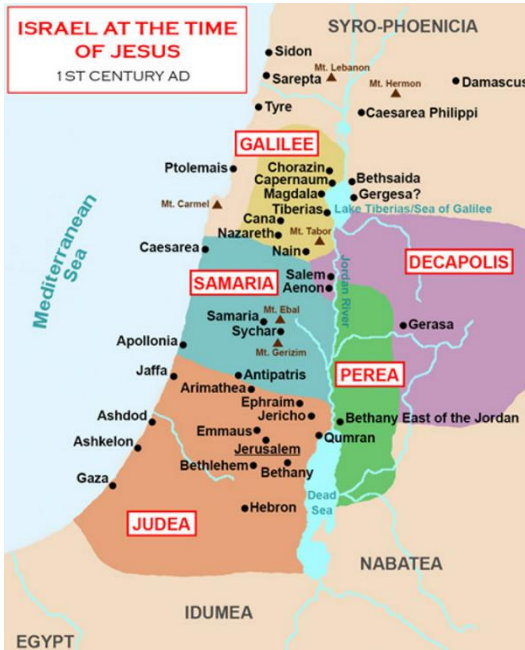 ISRAEL AT THE TIME
OF JESUS
1ST CENTURY AD
SYRO-PHOENICIA
Sidon
Mt. Lebanon
Sarepta
Mt. Hermon
Damascus
Tyre
Caesarea Philippi
GALILEE
Ptolemais
Chorazin
Capernaum
Bethsaida
Magdala
Gergesa?
Mt. Carmel
Tiberias
Lake Tiberias/Sea of Galilee
Cana
Nazareth
Mt. Tabor
Caesarea
Nain
Mediterranean
Sea
DECAPOLIS
Jordan River
Salem
Aenon
SAMARIA
Samaria
Mt. Ebal
Sychar
Gerasa
Apollonia
Mt. Gerizim
Jaffa
Antipatris
PEREA
Arimathea
Ephraim
Jericho
Bethany East of the Jordan
Ashdod
Emmaus
Qumran
Ashkelon
Jerusalem
Bethlehem
Bethany
Gaza
Dead
Sea
Hebron
JUDEA
NABATEA
IDUMEA
EGYPT